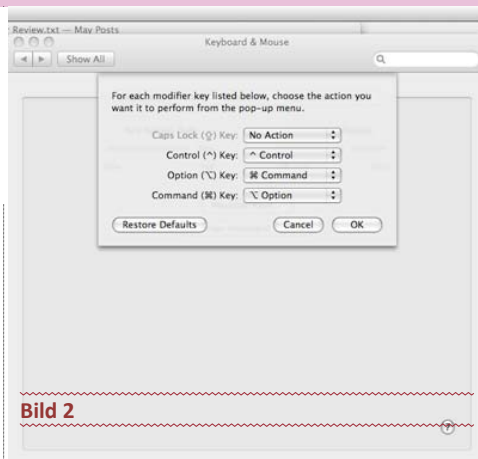 Review.txt — May Posts
Keyboard & Mouse
Show All
For each modifier key listed below, choose the action you
want it to perform from the pop-up menu.
Caps Lock (⇪) Key: No Action
Control (^) Key: ^ Control
Option (⌥) Key: ⌘ Command
Command (⌘) Key: ⌥ Option
Restore Defaults Cancel OK
Bild 2
?